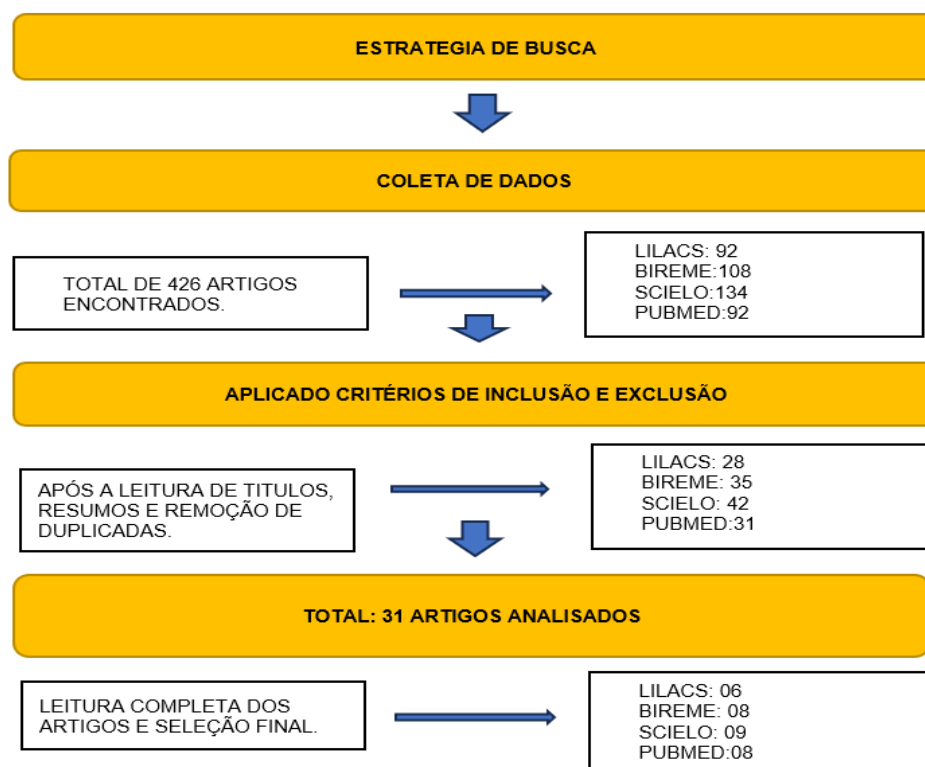 ESTRATEGIA DE BUSCA
COLETA DE DADOS
TOTAL DE 426 ARTIGOS
ENCONTRADOS.
LILACS: 92
BIREME:108
SCIELO:134
PUBMED:92
APLICADO CRITÉRIOS DE INCLUSÃO E EXCLUSÃO
APÓS A LEITURA DE TITULOS,
RESUMOS E REMOÇÃO DE
DUPLICADAS.
LILACS: 28
BIREME: 35
SCIELO: 42
PUBMED:31
TOTAL: 31 ARTIGOS ANALISADOS
LEITURA COMPLETA DOS
ARTIGOS E SELEÇÃO FINAL.
LILACS: 06
BIREME: 08
SCIELO: 09
PUBMED:08